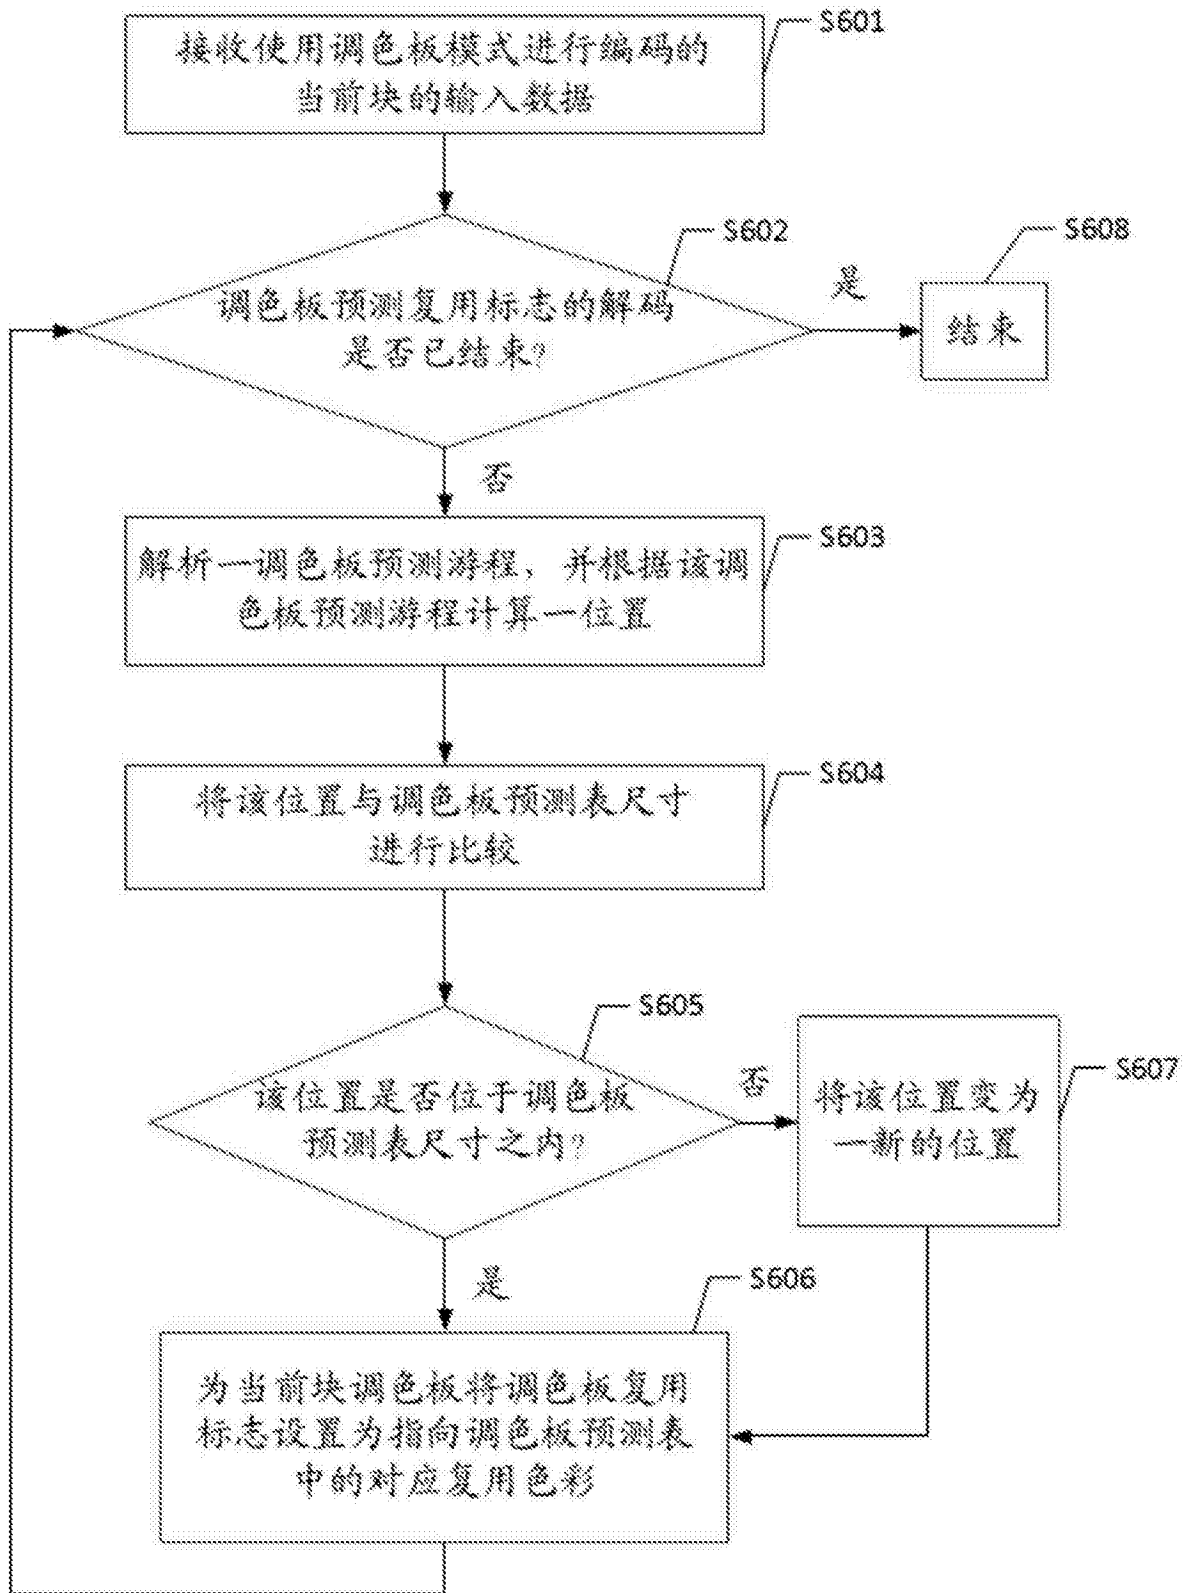 S601
接收使用调色板模式进行编码的
当前块的输入数据
S602
调色板预测复用标志的解码
是否已结束?
是
S608
结束
否
S603
解析一调色板预测游程，并根据该调
色板预测游程计算一位置
S604
将该位置与调色板预测表尺寸
进行比较
S605
该位置是否位于调色板
预测表尺寸之内?
否
S607
将该位置变为
一新的位置
是
S606
为当前块调色板将调色板复用
标志设置为指向调色板预测表
中的对应复用色彩